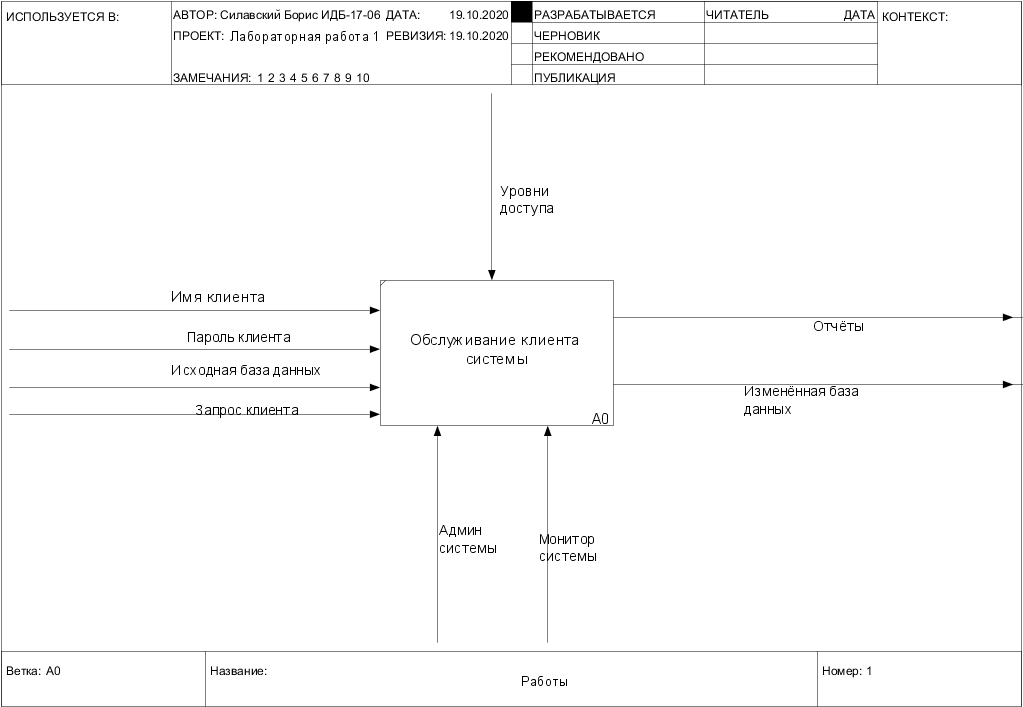 ИСПОЛЬЗУЕТСЯ В:
АВТОР: Силавский Борис ИДБ-17-06 ДАТА: 19.10.2020
ПРОЕКТ: Лабораторная работа 1 РЕВИЗИЯ: 19.10.2020
ЗАМЕЧАНИЯ: 1 2 3 4 5 6 7 8 9 10
РАЗРАБАТЫВАЕТСЯ
ЧЕРНОВИК
РЕКОМЕНДОВАНО
ПУБЛИКАЦИЯ
ЧИТАТЕЛЬ ДАТА
КОНТЕКСТ:
Уровни
доступа
Имя клиента
Пароль клиента
Исходная база данных
Запрос клиента
Обслуживание клиента
системы
A0
Отчёты
Изменённая база
данных
Админ
системы
Монитор
системы
Ветка: A0
Название:
Работы
Номер: 1